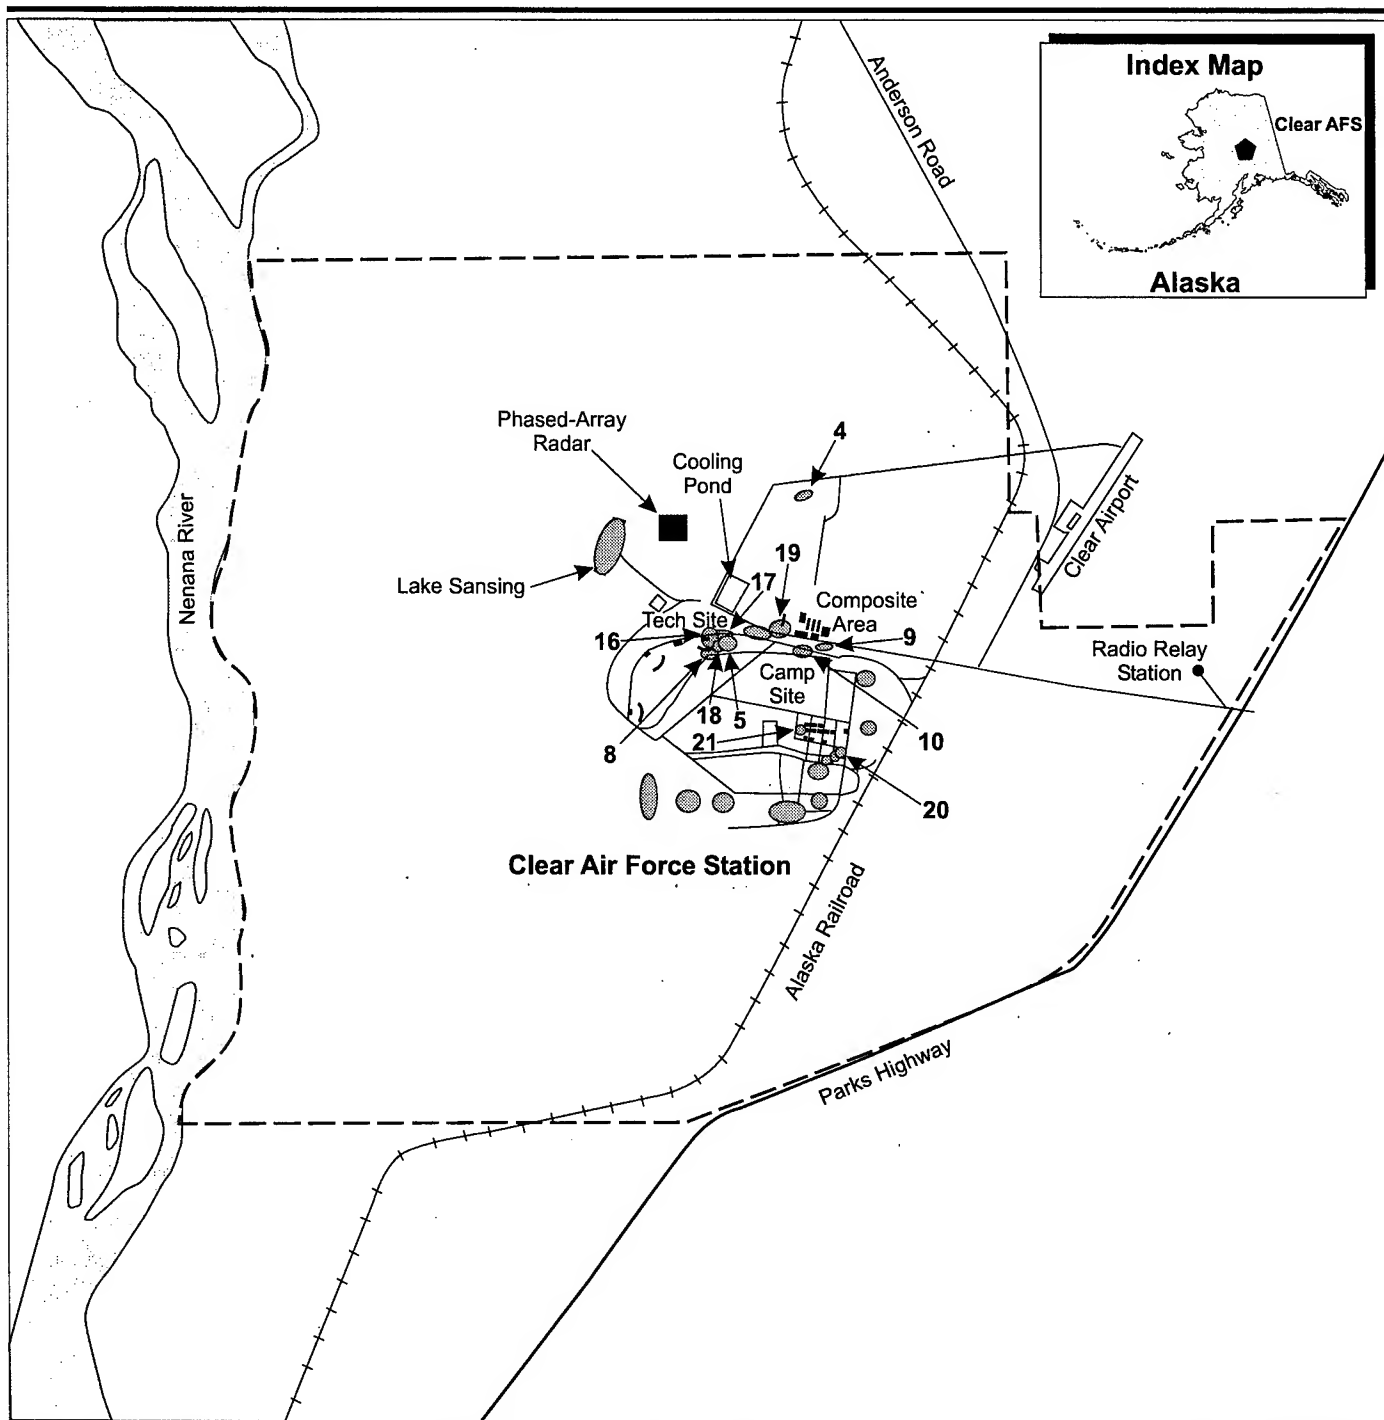 Index Map
Clear AFS
Alaska
Anderson Road
Phased-Array
Radar
4
Cooling
Pond
Nenana River
Clear Airport
19
17
Lake Sansing
Composite
Area
Tech Site
16
9
Radio Relay
Station
Camp
Site
18
5
21
10
8
20
Clear Air Force Station
Alaska Railroad
Parks Highway